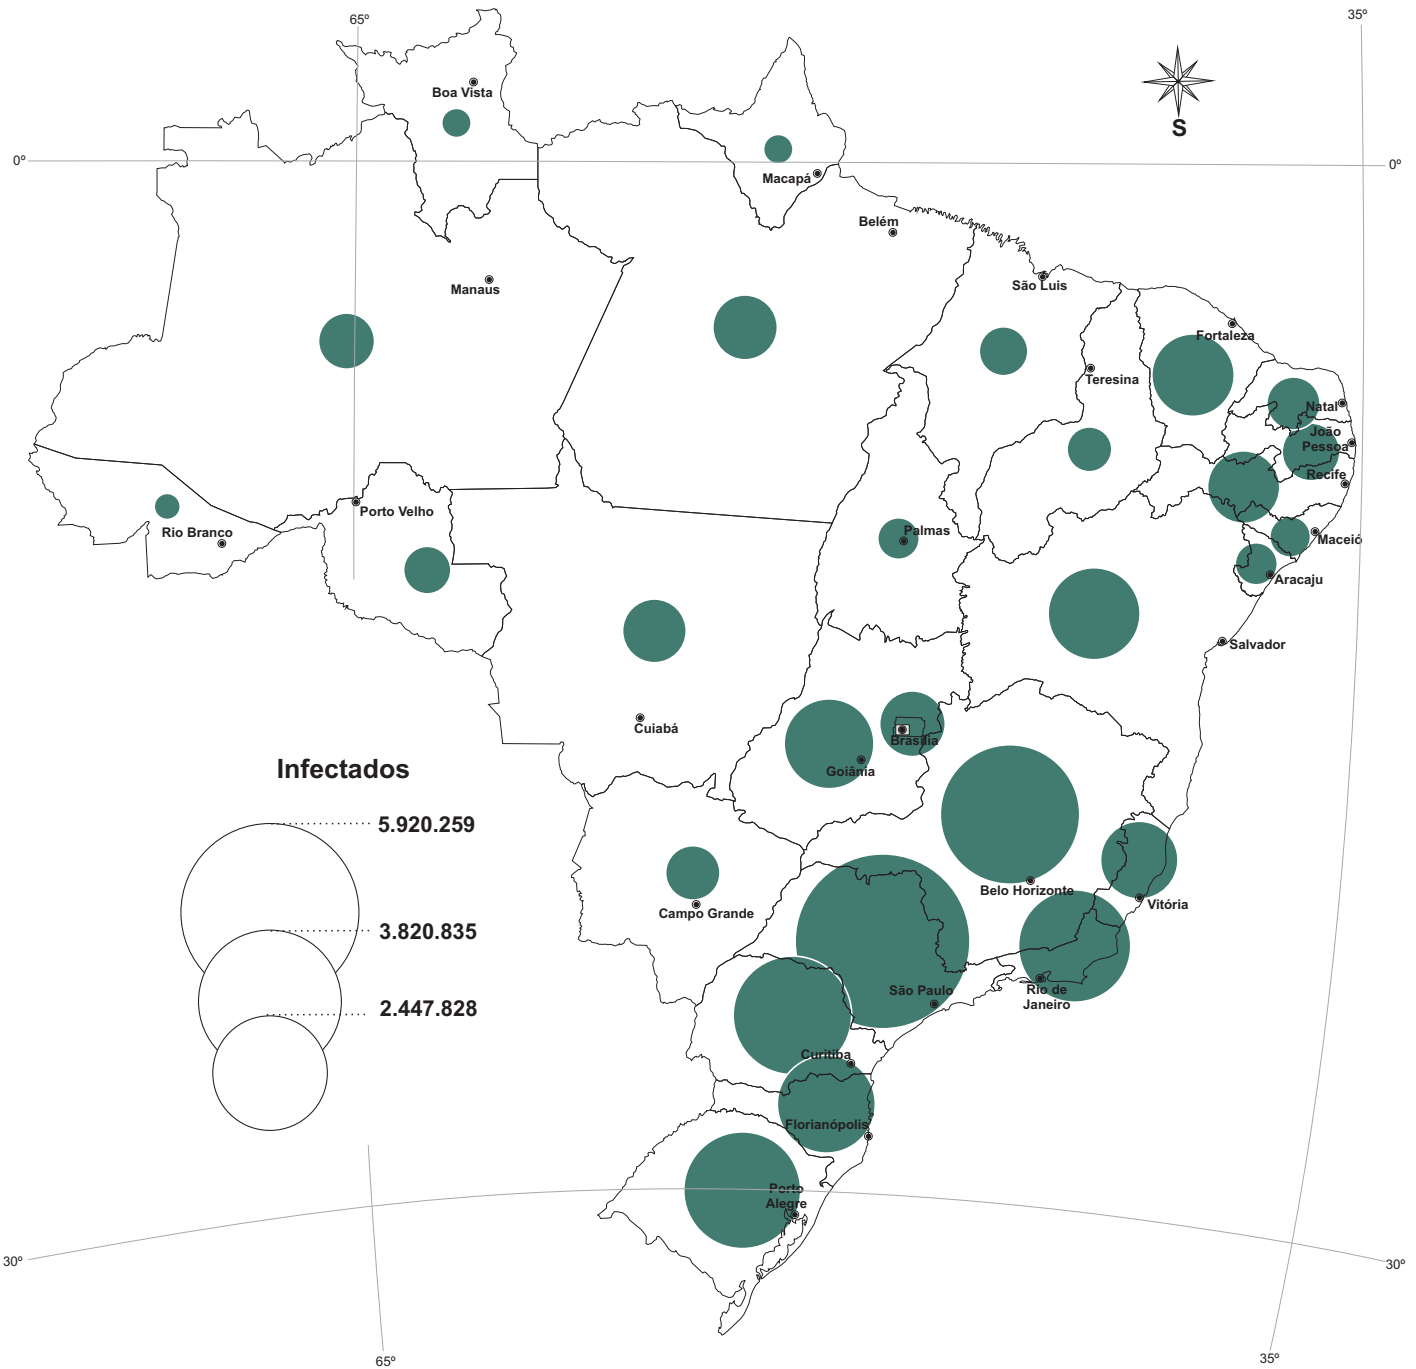 65º
35º
Boa Vista
S
0º
0º
Macapá
Belém
Manaus
São Luis
Fortaleza
Teresina
Natal
João
Pessoa
Recife
Porto Velho
Rio Branco
Palmas
Maceió
Aracaju
Salvador
Cuiabá
Brasília
Goiânia
Infectados
5.920.259
3.820.835
2.447.828
Belo Horizonte
Campo Grande
Vitória
São Paulo
Rio de
Janeiro
Curitiba
Florianópolis
Porto
Alegre
30º
30º
65º
35º